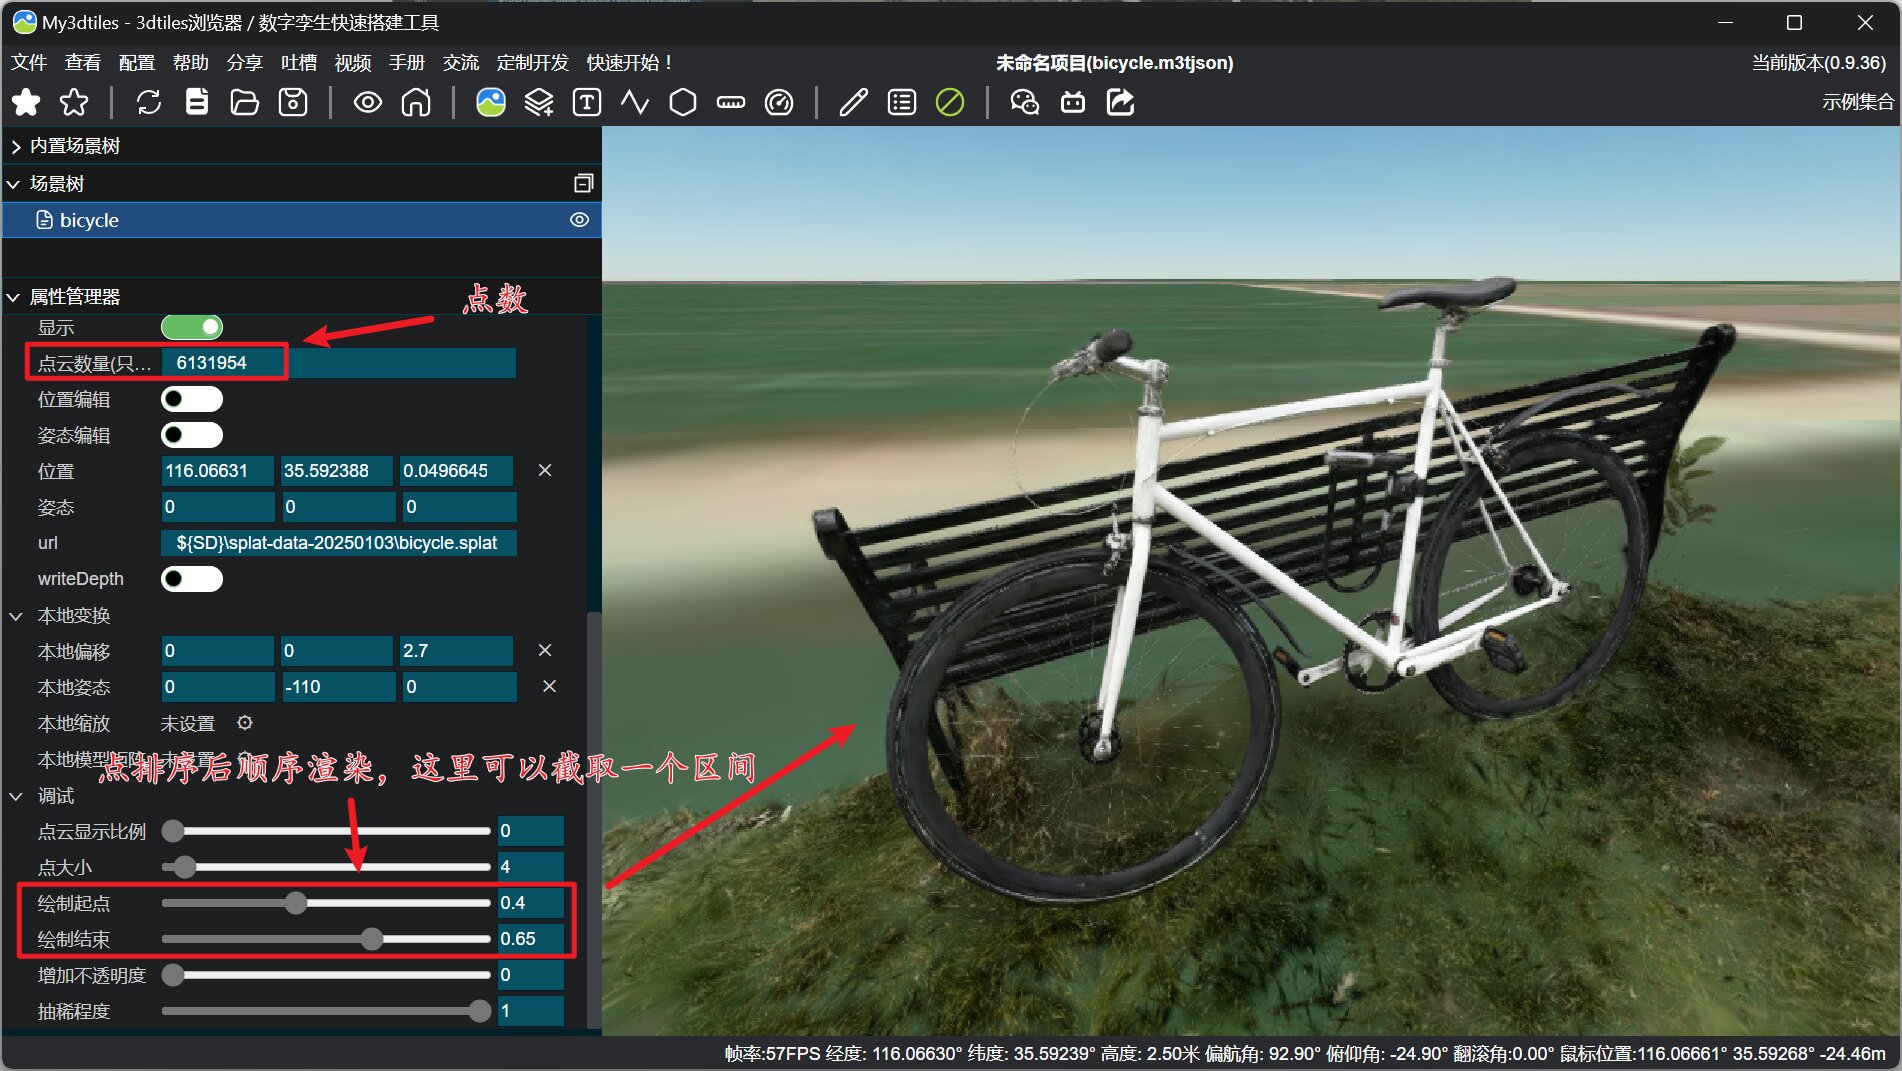 My3dtiles - 3dtiles浏览器 / 数字孪生快速搭建工具
文件 查看 配置 帮助 分享 吐槽 视频 手册 交流 定制开发 快速开始！ 未命名项目(bicycle.m3tjson) 当前版本(0.9.36)
示例集合
内置场景树
场景树
bicycle
属性管理器
点数
显示
点云数量(只... 6131954
位置编辑
姿态编辑
位置 116.06631 35.592388 0.0496645
姿态 0 0 0
url ${SD}\splat-data-20250103\bicycle.splat
writeDepth
本地变换
本地偏移 0 0 2.7
本地姿态 0 -110 0
本地缩放 未设置
本地模型
点排序后顺序渲染，这里可以截取一个区间
调试
点云显示比例 0
点大小 4
绘制起点 0.4
绘制结束 0.65
增加不透明度 0
抽稀程度 1
帧率:57FPS 经度: 116.06630° 纬度: 35.59239° 高度: 2.50米 偏航角: 92.90° 俯仰角: -24.90° 翻滚角:0.00° 鼠标位置:116.06661° 35.59268° -24.46m